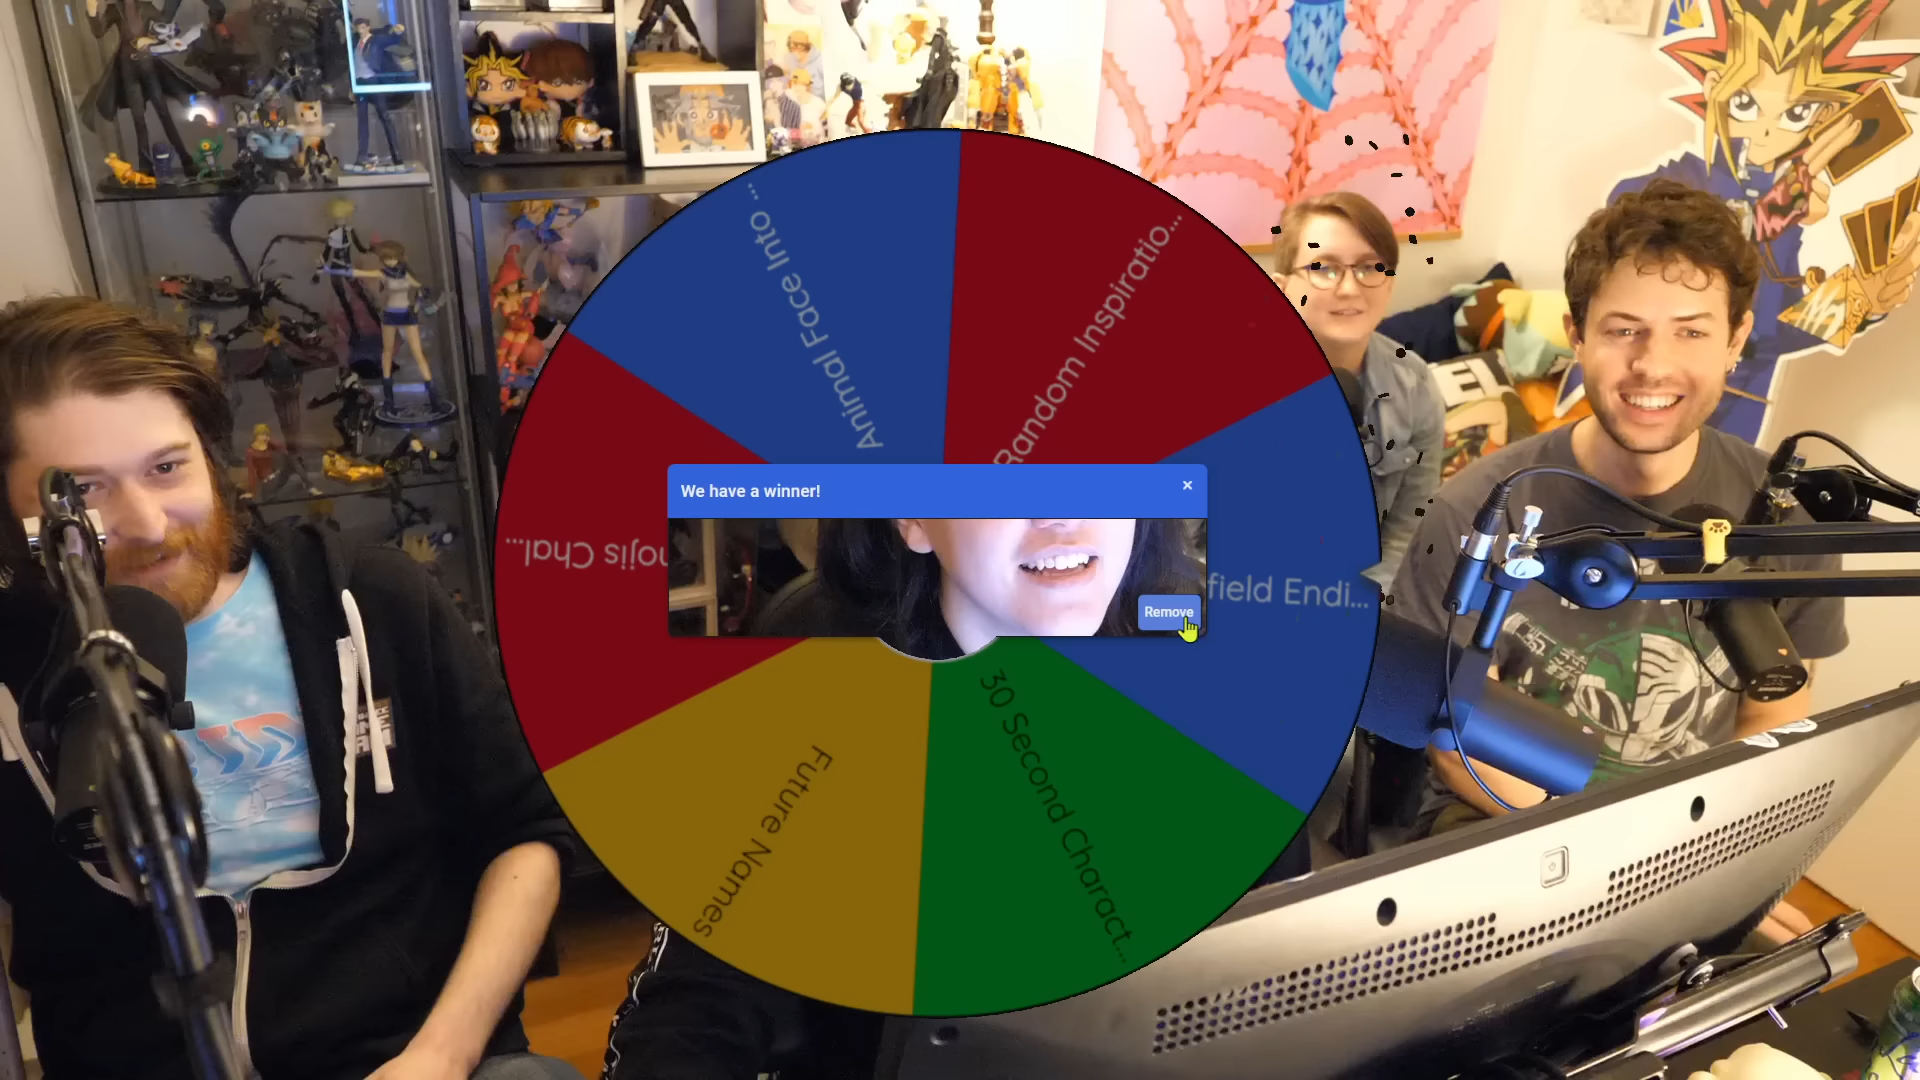 Animal Face Into ...
Random Inspiratio...
We have a winner!
×
nojis Chal...
Remove
field Endi...
Future Names
30 Second Charact...